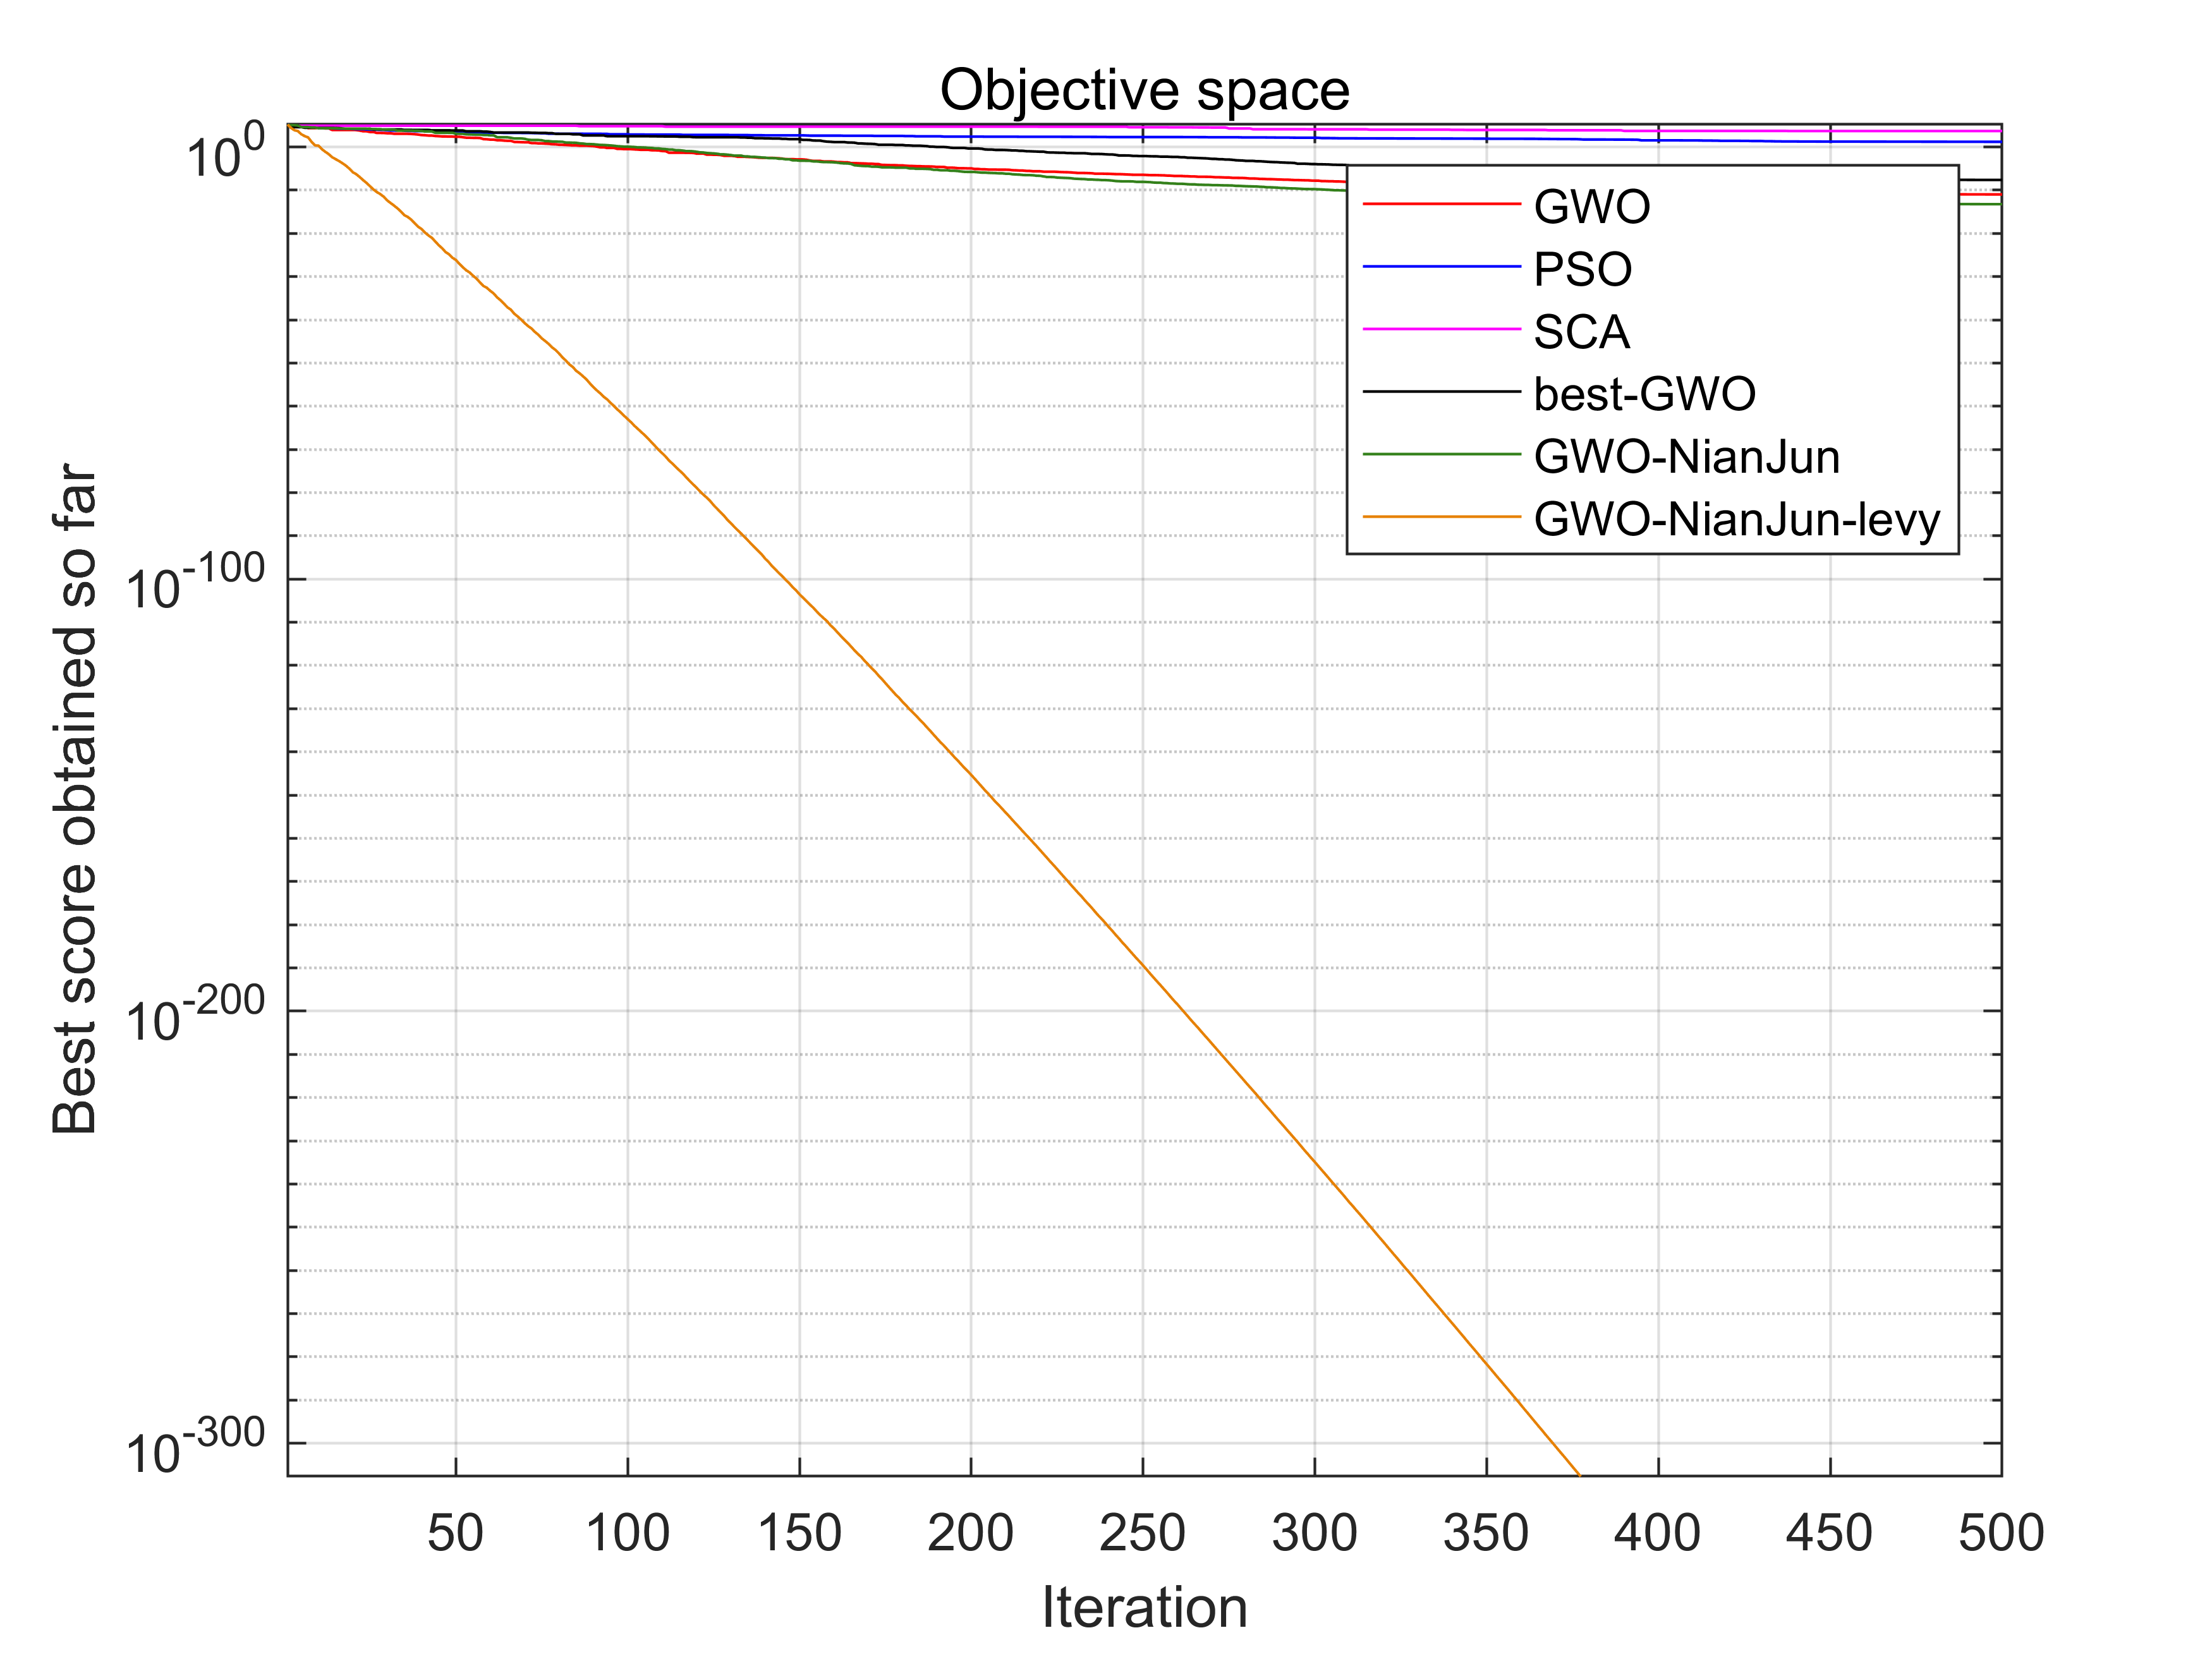 Objective space
Best score obtained so far
10^0
10^-100
10^-200
10^-300
GWO
PSO
SCA
best-GWO
GWO-NianJun
GWO-NianJun-levy
50 100 150 200 250 300 350 400 450 500
Iteration